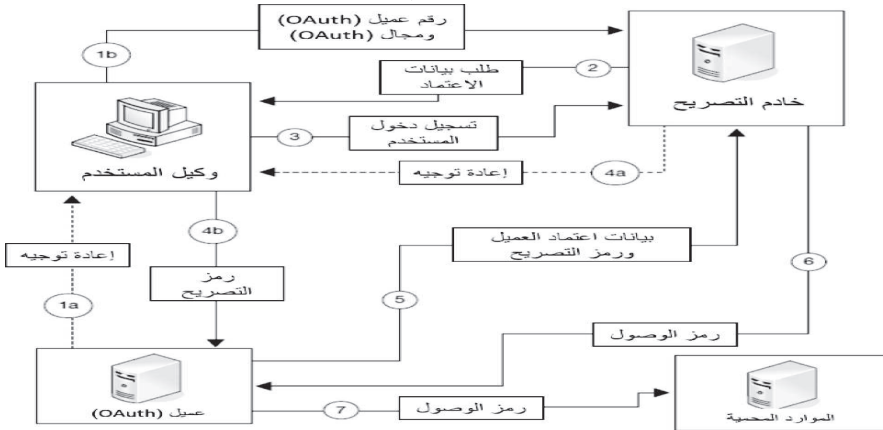 رقم عميل (OAuth)
ومجال (OAuth)
1b
طلب بيانات
الاعتماد
2
خادم التصريح
3
تسجيل دخول
المستخدم
وكيل المستخدم
إعادة توجيه
4a
4b
إعادة توجيه
بيانات اعتماد العميل
ورمز التصريح
6
رمز
التصريح
5
1a
رمز الوصول
عميل (OAuth)
7
رمز الوصول
الموارد المحمية